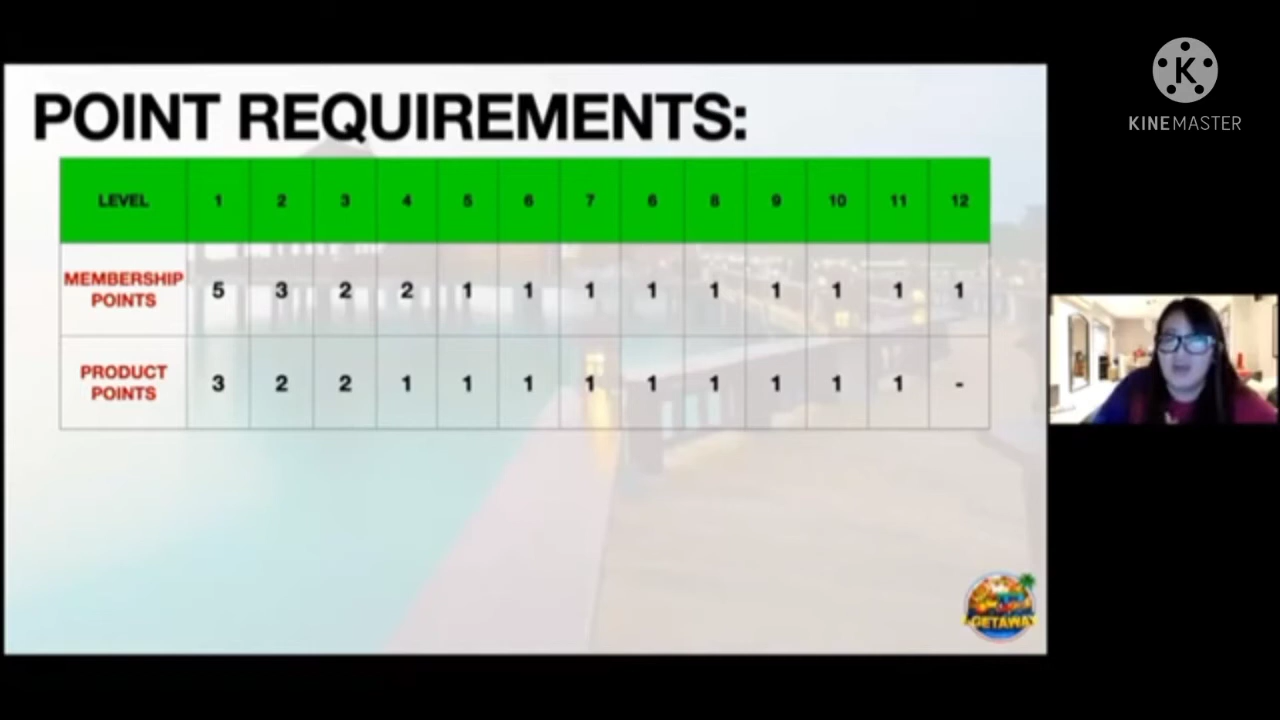 KINEMASTER
POINT REQUIREMENTS:
LEVEL 1 2 3 4 5 6 7 6 8 9 10 11 12
MEMBERSHIP
POINTS 5 3 2 2 1 1 1 1 1 1 1 1 1
PRODUCT
POINTS 3 2 2 1 1 1 1 1 1 1 1 1 -
GETAWAY